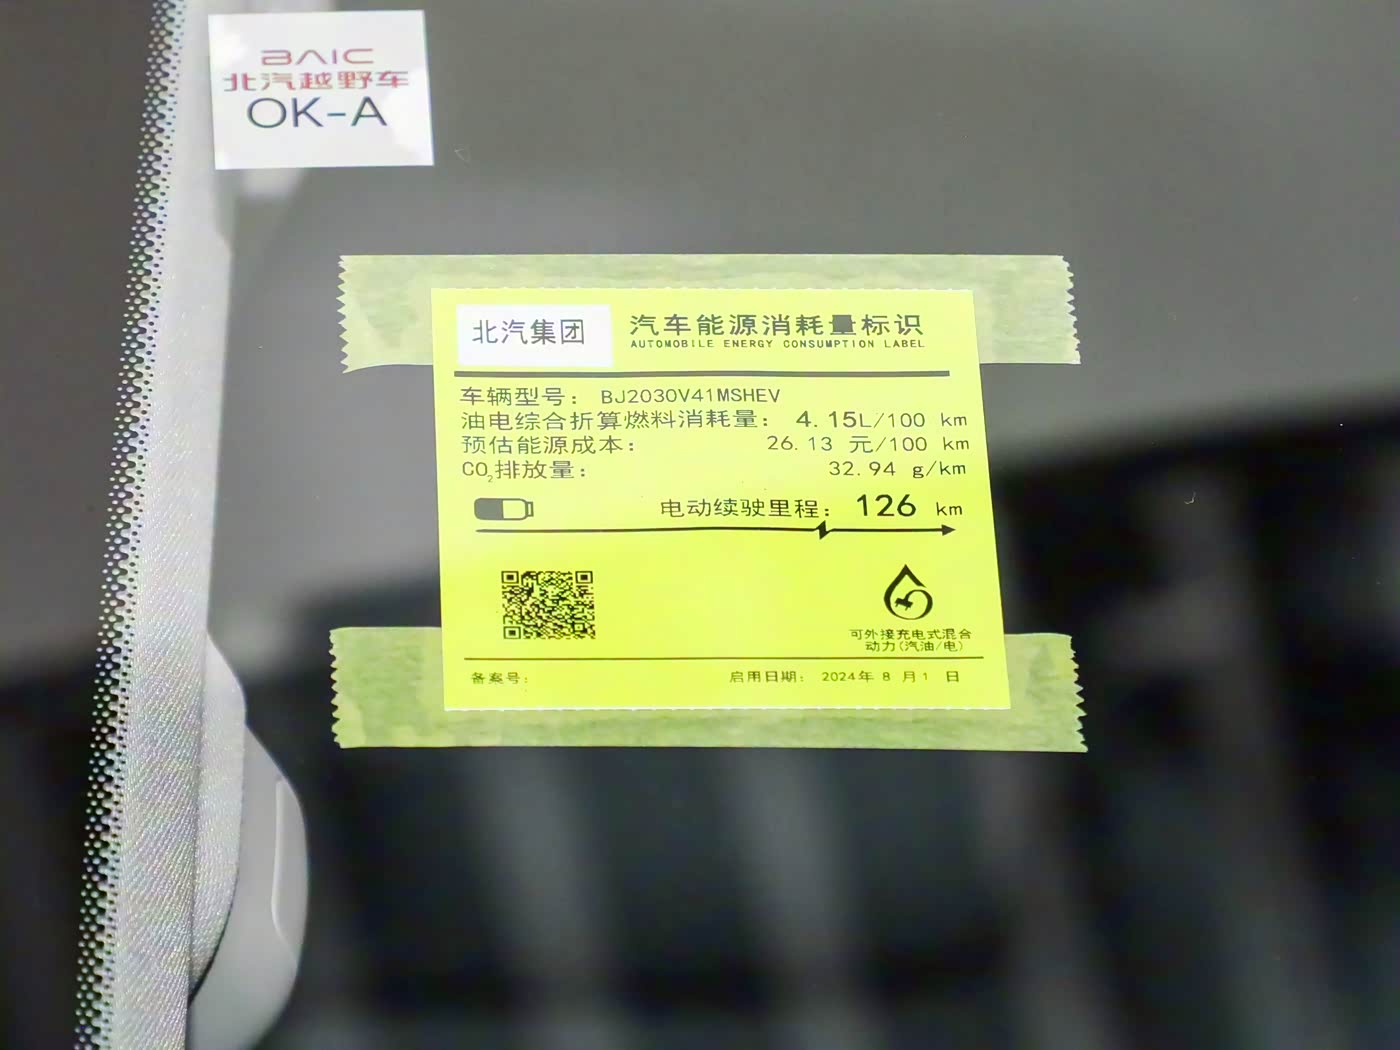 BAIC
北汽越野车
OK-A
北汽集团
汽车能源消耗量标识
AUTOMOBILE ENERGY CONSUMPTION LABEL
车辆型号： BJ2030V41MSHEV
油电综合折算燃料消耗量： 4.15L/100 km
预估能源成本： 26.13 元/100 km
CO₂排放量： 32.94 g/km
电动续驶里程： 126 km
可外接充电式混合
动力(汽油/电)
备案号：
启用日期： 2024年 8 月 1 日